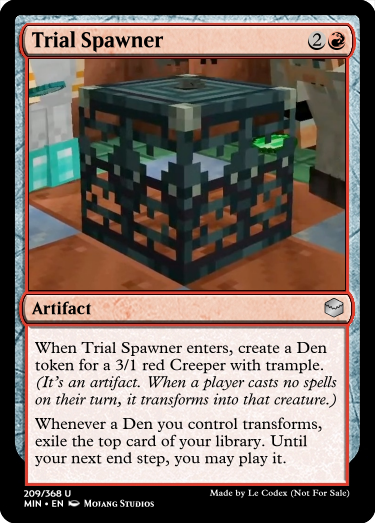 Trial Spawner 2
Artifact
When Trial Spawner enters, create a Den
token for a 3/1 red Creeper with trample.
(It's an artifact. When a player casts no spells
on their turn, it transforms into that creature.)
Whenever a Den you control transforms,
exile the top card of your library. Until
your next end step, you may play it.
209/368 U Made by Le Codex (Not For Sale)
MIN • EN Mojang Studios